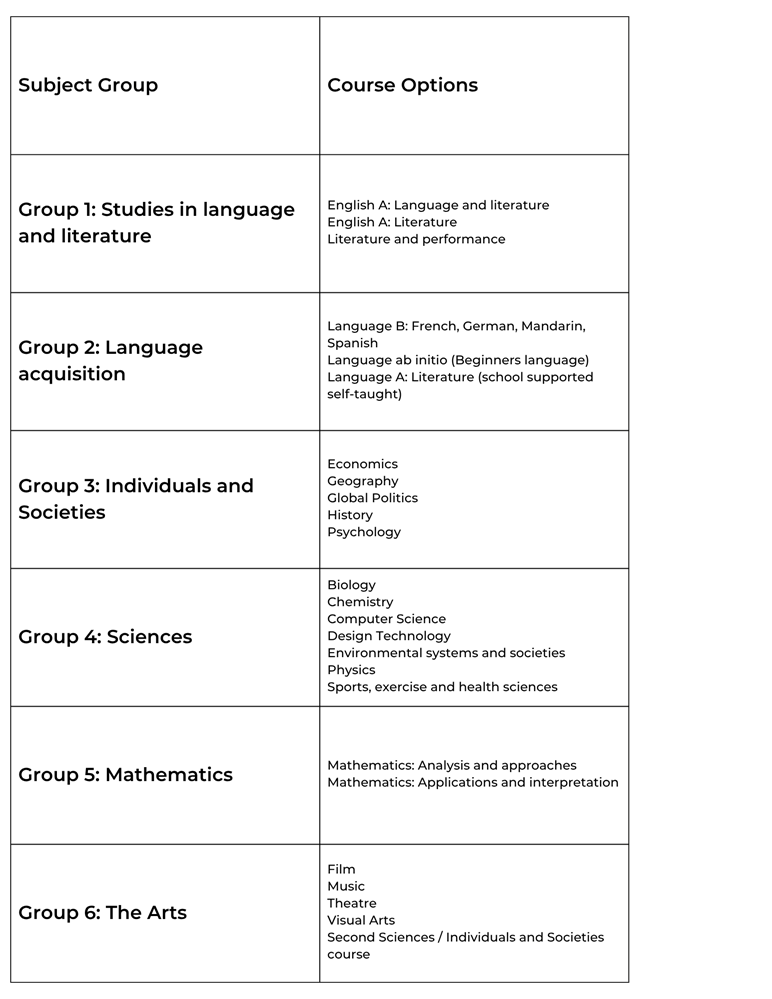 Subject Group
Course Options
Group 1: Studies in language
and literature
English A: Language and literature
English A: Literature
Literature and performance
Group 2: Language
acquisition
Language B: French, German, Mandarin,
Spanish
Language ab initio (Beginners language)
Language A: Literature (school supported
self-taught)
Group 3: Individuals and
Societies
Economics
Geography
Global Politics
History
Psychology
Group 4: Sciences
Biology
Chemistry
Computer Science
Design Technology
Environmental systems and societies
Physics
Sports, exercise and health sciences
Group 5: Mathematics
Mathematics: Analysis and approaches
Mathematics: Applications and interpretation
Group 6: The Arts
Film
Music
Theatre
Visual Arts
Second Sciences / Individuals and Societies
course